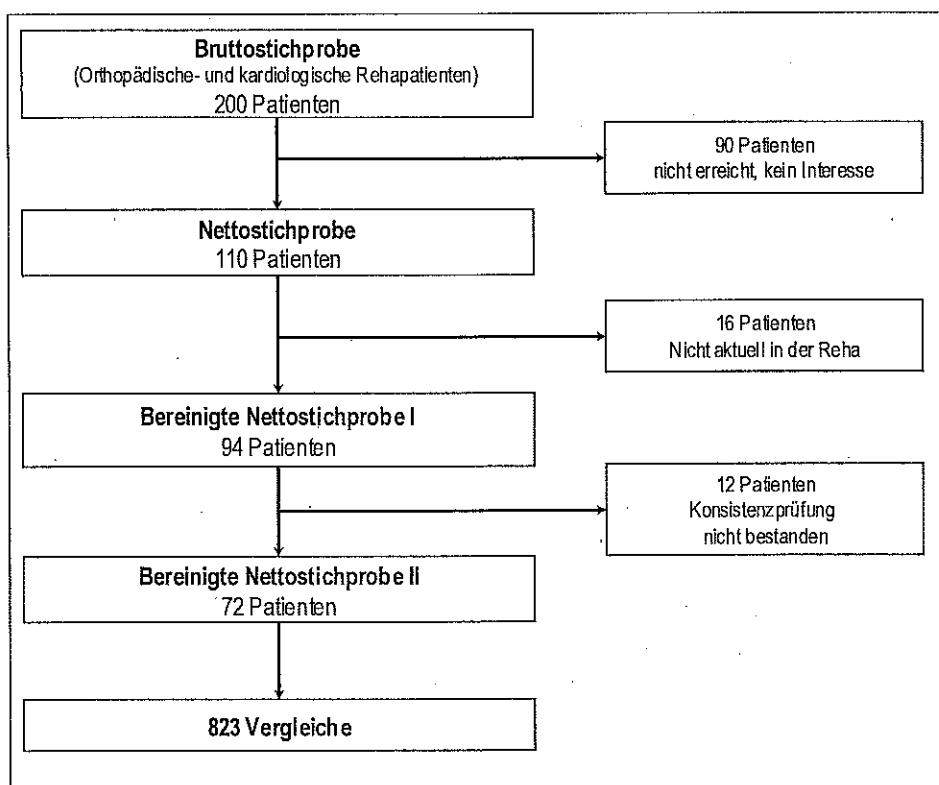 Bruttostichprobe
(Orthopädische- und kardiologische Rehapatienten)
200 Patienten
90 Patienten
nicht erreicht, kein Interesse
Nettostichprobe
110 Patienten
16 Patienten
Nicht aktuell in der Reha
Bereinigte Nettostichprobe I
94 Patienten
12 Patienten
Konsistenzprüfung
nicht bestanden
Bereinigte Nettostichprobe II
72 Patienten
823 Vergleiche